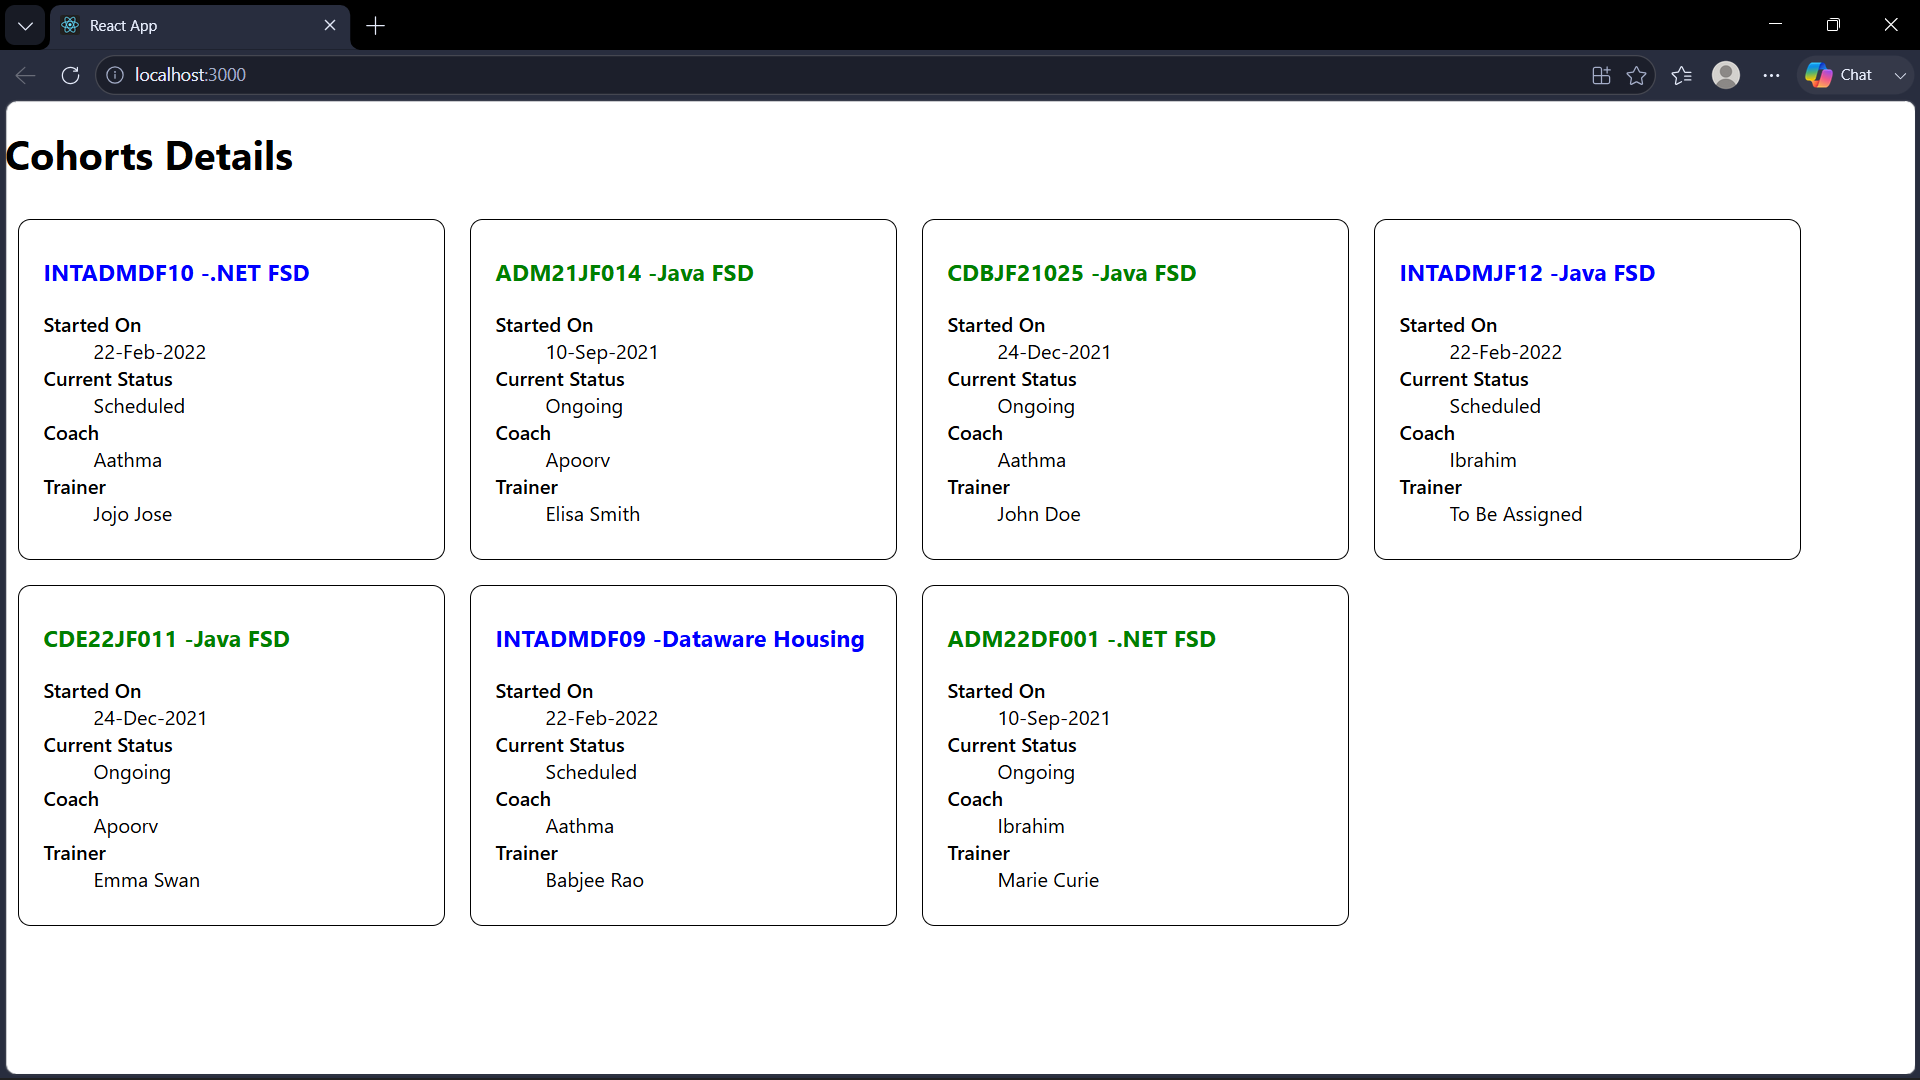 React App
localhost:3000
Chat
Cohorts Details
INTADMDF10 -.NET FSD
Started On
22-Feb-2022
Current Status
Scheduled
Coach
Aathma
Trainer
Jojo Jose
ADM21JF014 -Java FSD
Started On
10-Sep-2021
Current Status
Ongoing
Coach
Apoorv
Trainer
Elisa Smith
CDBJF21025 -Java FSD
Started On
24-Dec-2021
Current Status
Ongoing
Coach
Aathma
Trainer
John Doe
INTADMJF12 -Java FSD
Started On
22-Feb-2022
Current Status
Scheduled
Coach
Ibrahim
Trainer
To Be Assigned
CDE22JF011 -Java FSD
Started On
24-Dec-2021
Current Status
Ongoing
Coach
Apoorv
Trainer
Emma Swan
INTADMDF09 -Dataware Housing
Started On
22-Feb-2022
Current Status
Scheduled
Coach
Aathma
Trainer
Babjee Rao
ADM22DF001 -.NET FSD
Started On
10-Sep-2021
Current Status
Ongoing
Coach
Ibrahim
Trainer
Marie Curie